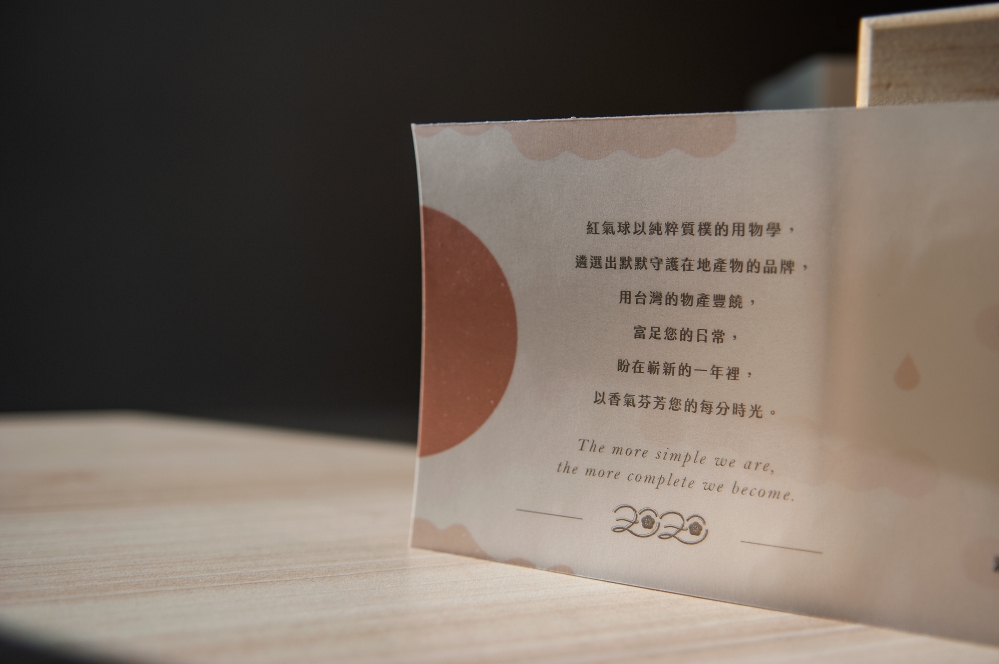 紅氣球以純粹質樸的用物學，
遴選出默默守護在地產物的品牌，
用台灣的物產豐饒，
富足您的日常，
盼在嶄新的一年裡，
以香氣芬芳您的每分時光。
The more simple we are,
the more complete we become.
2020